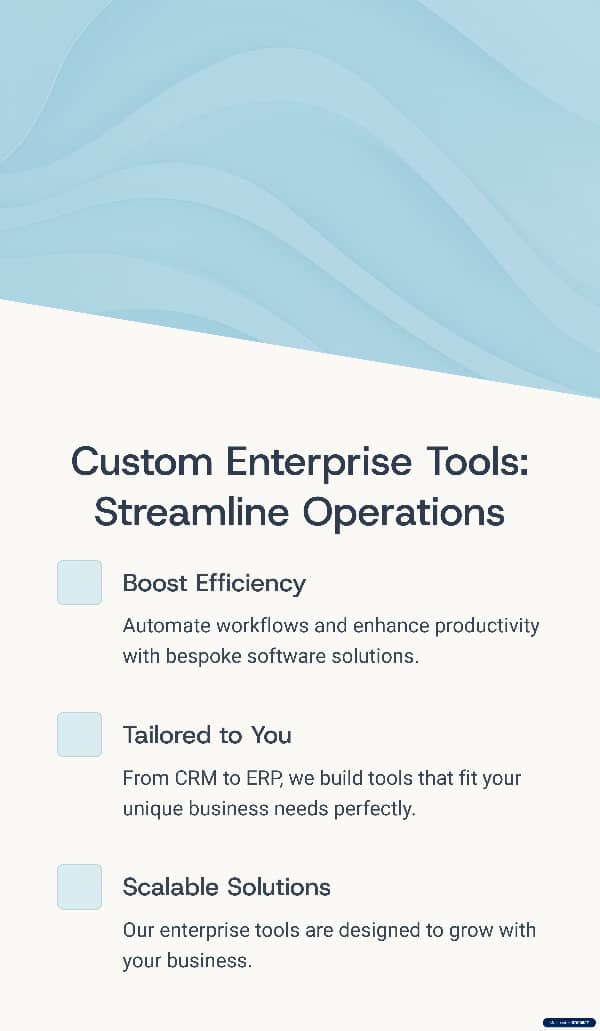 Custom Enterprise Tools:
Streamline Operations
Boost Efficiency
Automate workflows and enhance productivity
with bespoke software solutions.
Tailored to You
From CRM to ERP, we build tools that fit your
unique business needs perfectly.
Scalable Solutions
Our enterprise tools are designed to grow with
your business.